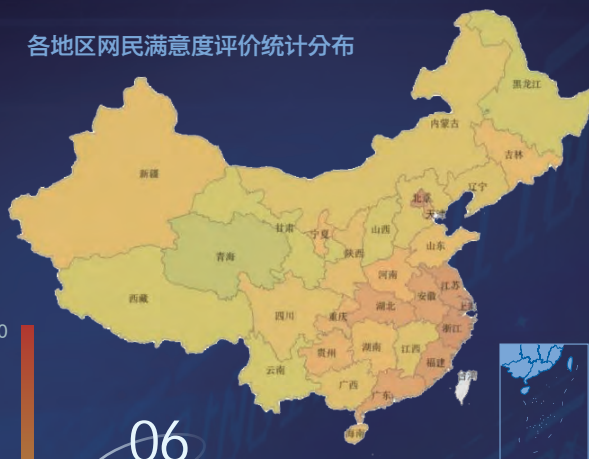 各地区网民满意度评价统计分布
黑龙江
内蒙古
吉林
新疆
辽宁
北京
天津
甘肃
宁夏
山西
山东
青海
陕西
河南
江苏
西藏
安徽
上海
湖北
四川
重庆
浙江
湖南
江西
贵州
福建
云南
台湾
广西
广东
海南
0
06